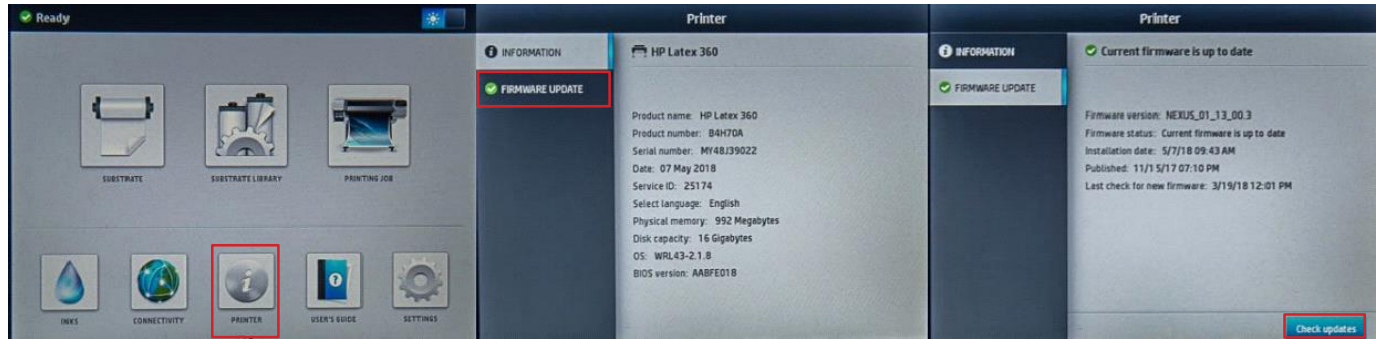 Ready
SUBSTRATE
SUBSTRATE LIBRARY
PRINTING JOB
INKS
CONNECTIVITY
PRINTER
USER'S GUIDE
SETTINGS
Printer
INFORMATION
FIRMWARE UPDATE
HP Latex 360
Product name: HP Latex 360
Product number: B4H70A
Serial number: MY48J39022
Date: 07 May 2018
Service ID: 25174
Select language: English
Physical memory: 992 Megabytes
Disk capacity: 16 Gigabytes
OS: WRL43-2.1.8
BIOS version: AABFE018
Printer
INFORMATION
FIRMWARE UPDATE
Current firmware is up to date
Firmware version: NEXUS_01_13_00.3
Firmware status: Current firmware is up to date
Installation date: 5/7/18 09:43 AM
Published: 11/15/17 07:10 PM
Last check for new firmware: 3/19/18 12:01 PM
Check updates